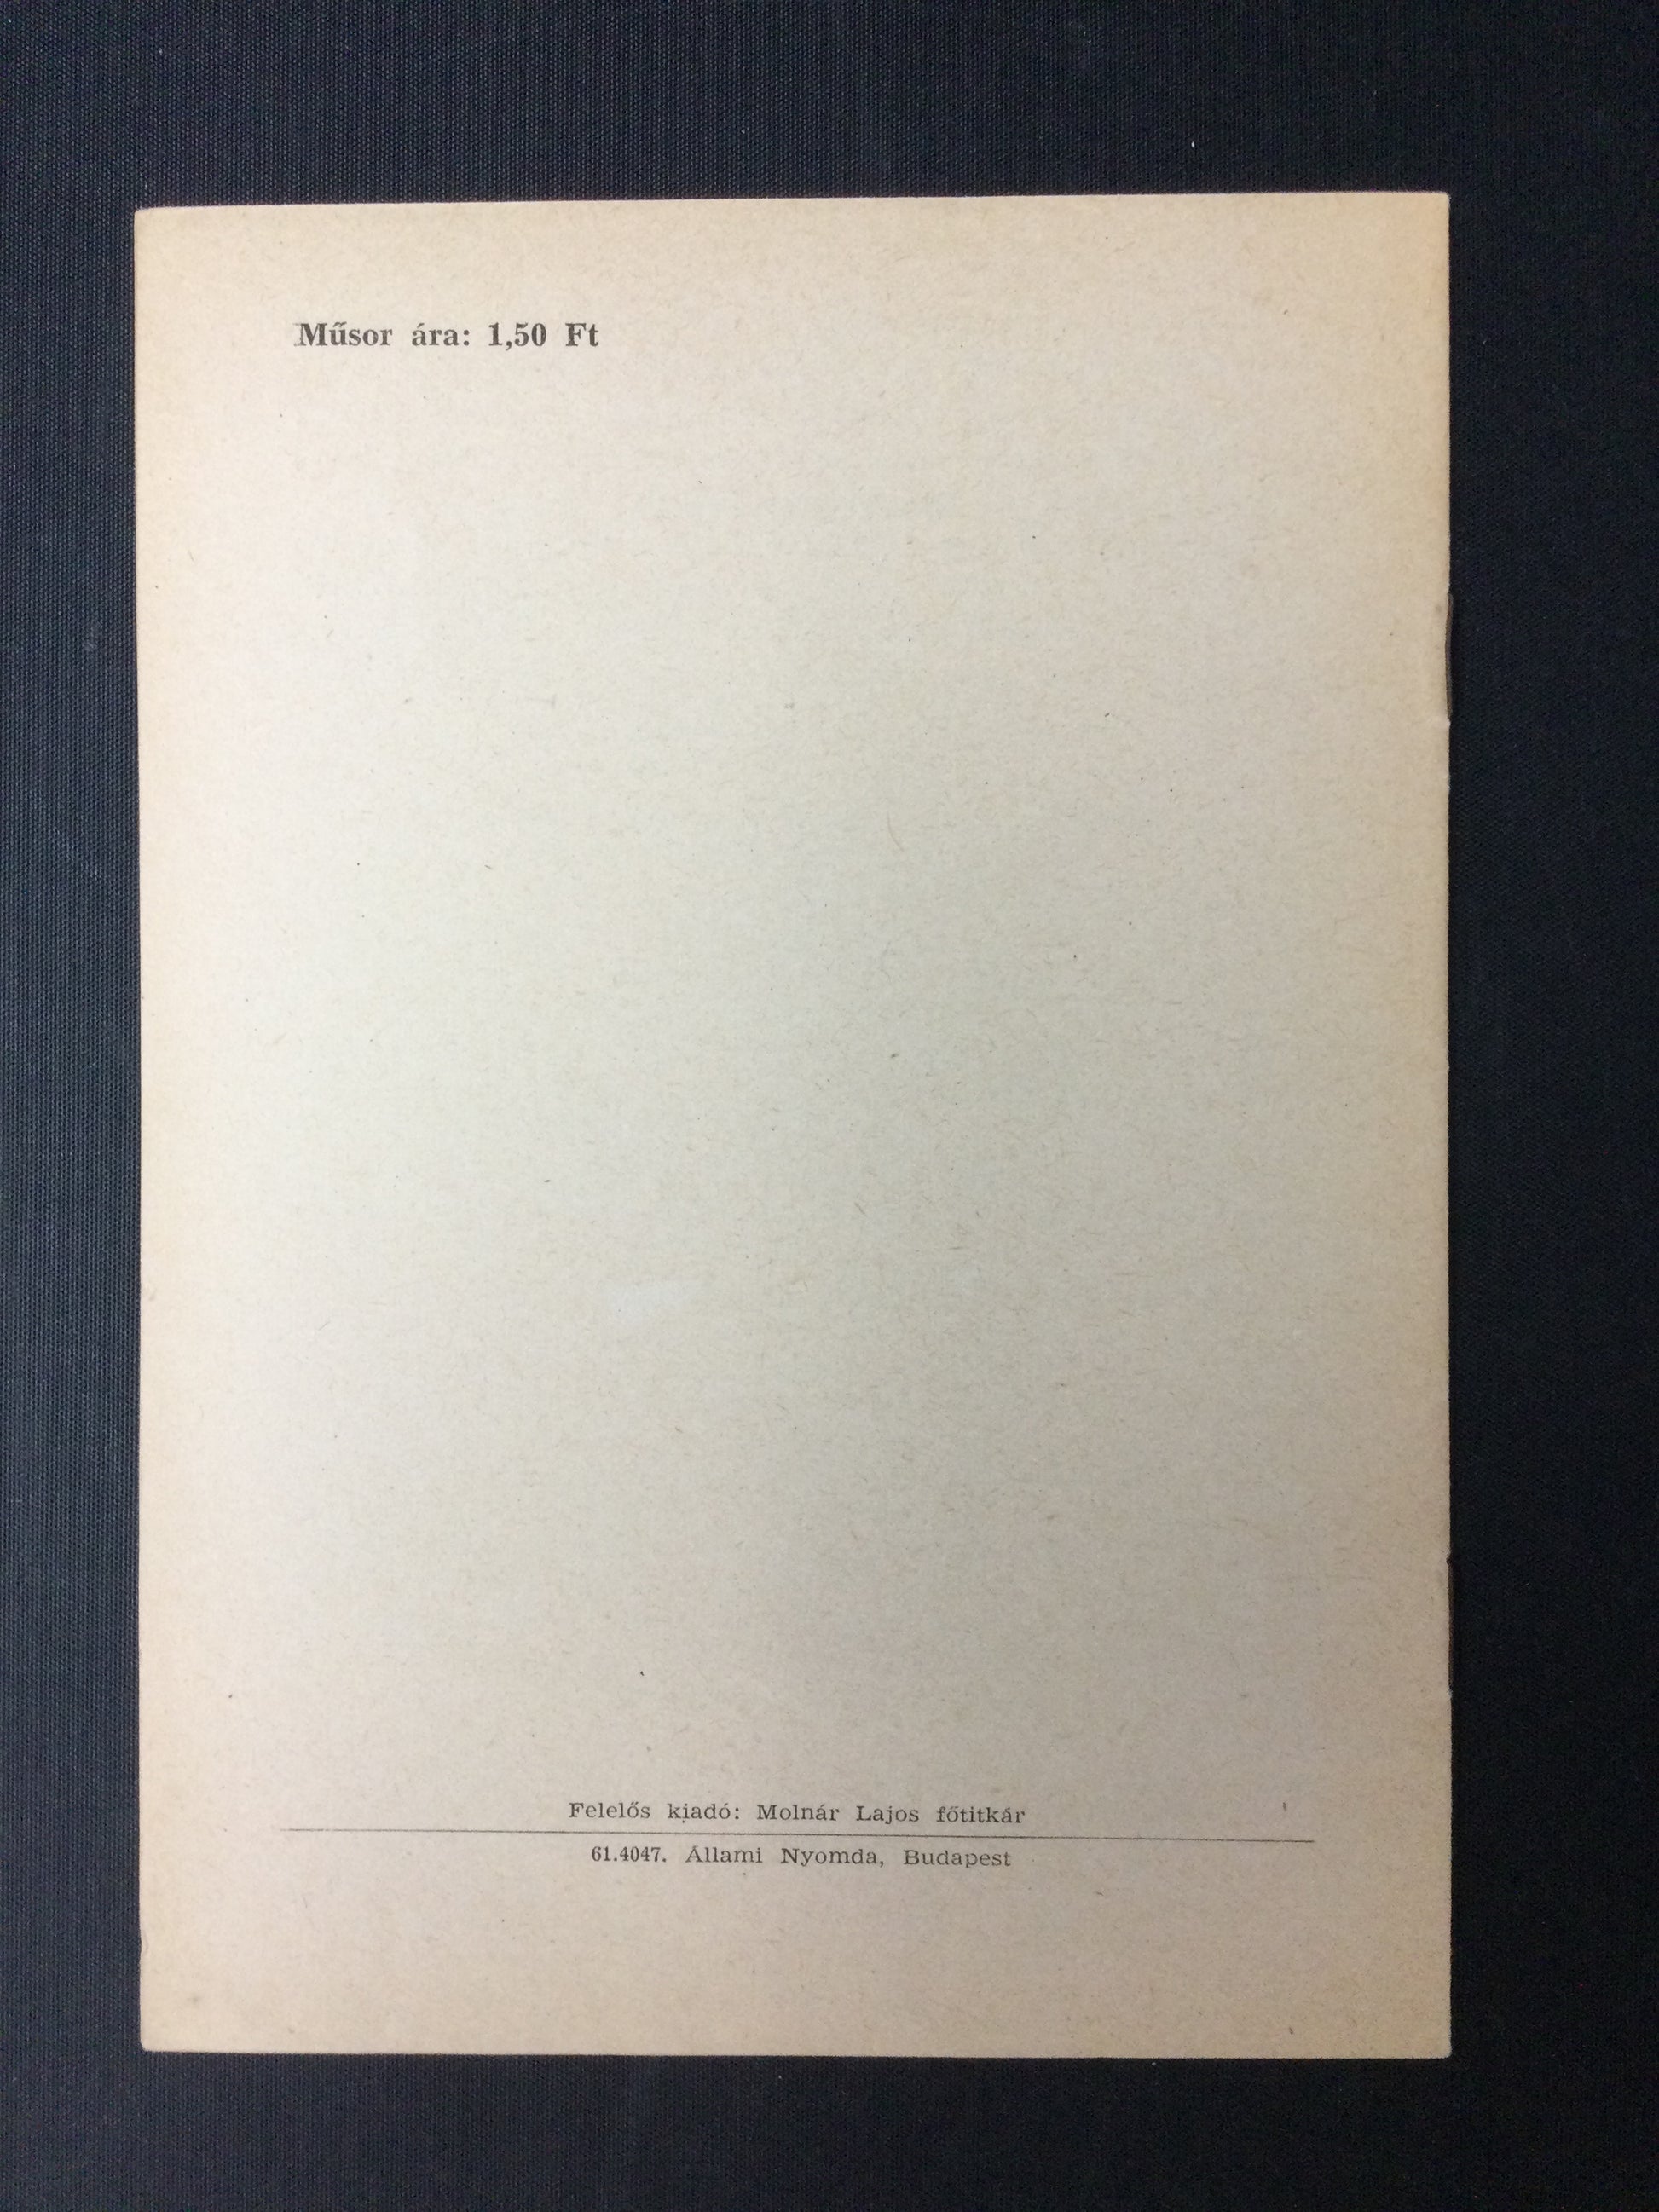 Műsor ára: 1,50 Ft
Felelős kiadó: Molnár Lajos főtitkár
61.4047. Állami Nyomda, Budapest